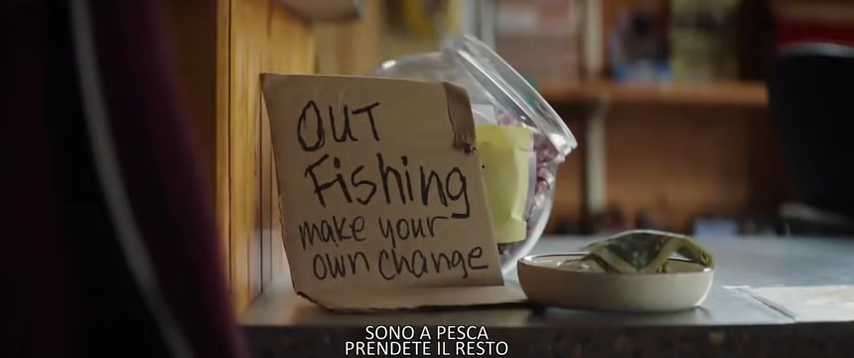 OUT
Fishing
make your
own change
SONO A PESCA
PRENDETE IL RESTO